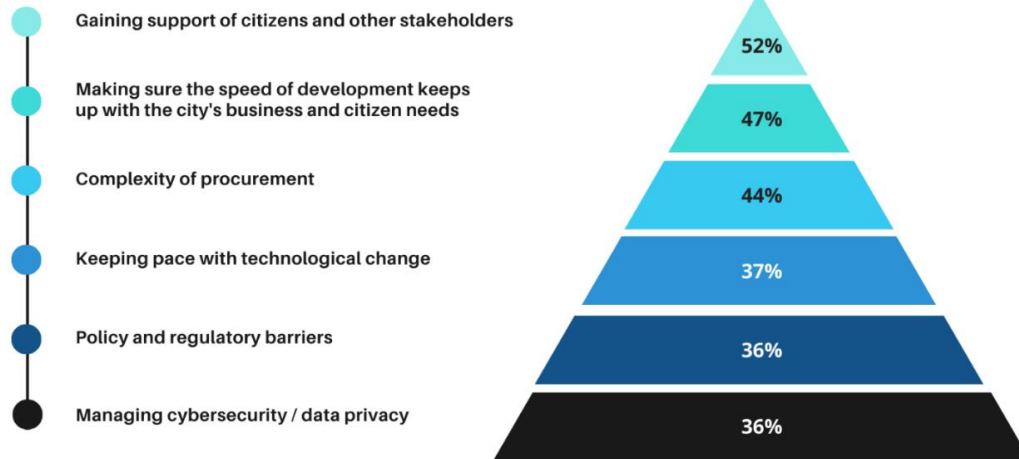 Gaining support of citizens and other stakeholders
52%
Making sure the speed of development keeps
up with the city's business and citizen needs
47%
Complexity of procurement
44%
Keeping pace with technological change
37%
Policy and regulatory barriers
36%
Managing cybersecurity / data privacy
36%